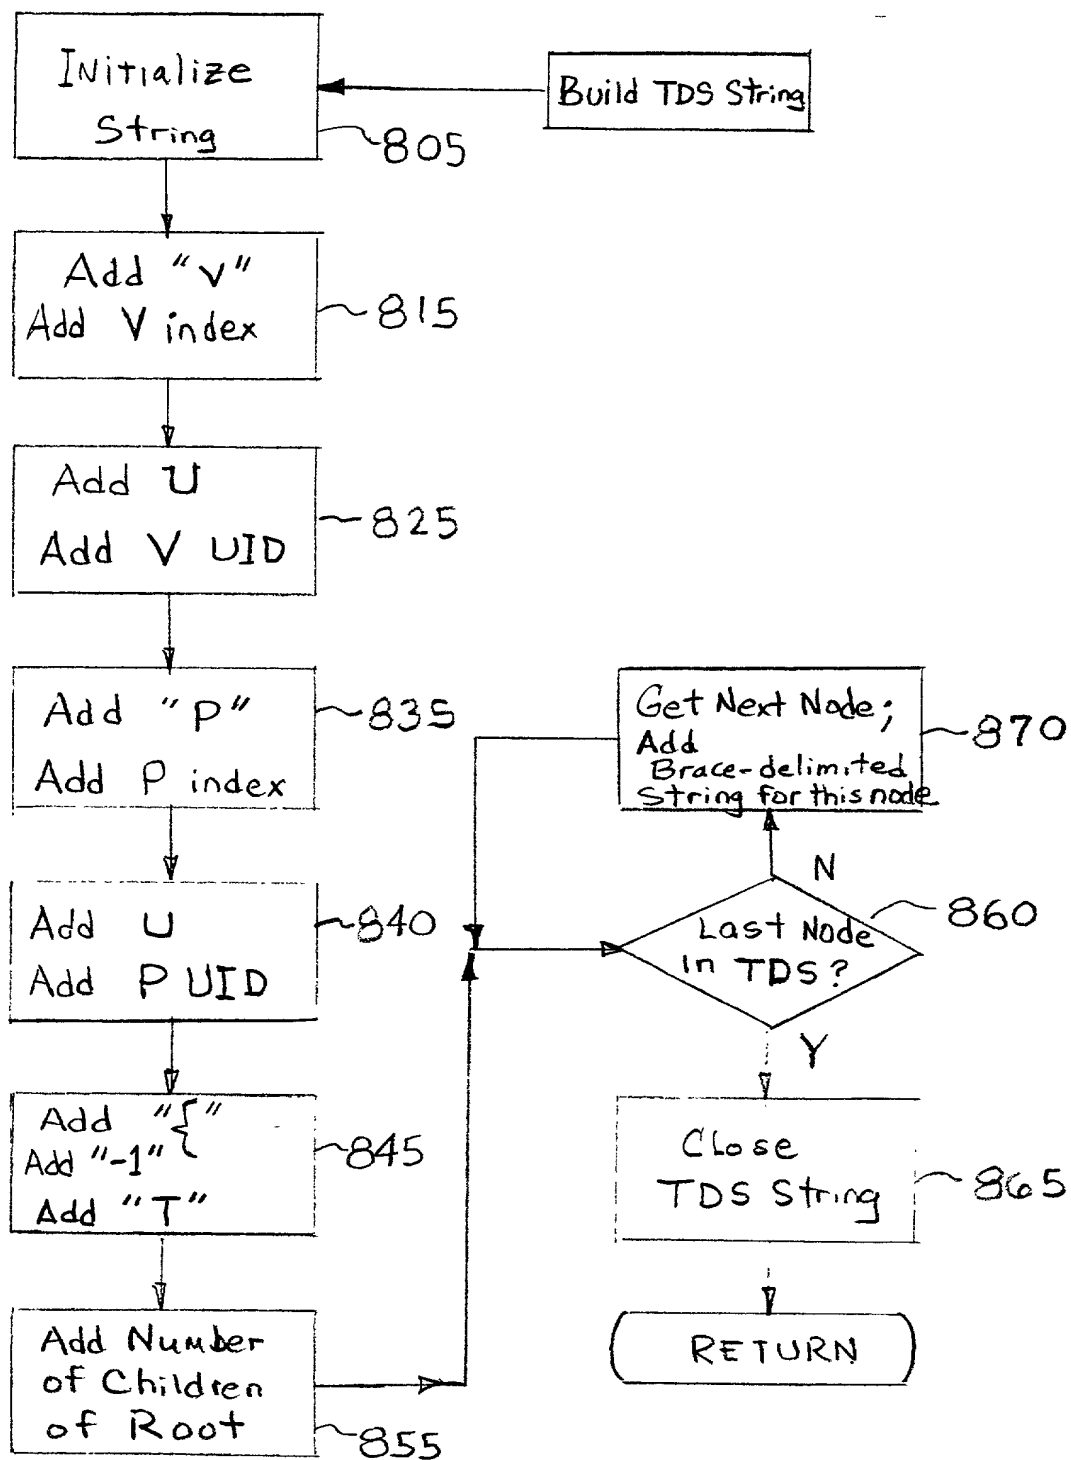 Initialize
String
805
Build TDS String
Add "V"
Add V index
815
Add U
Add V UID
825
Add "P"
Add P index
835
Add U
Add P UID
840
Add "{"
Add "-1"
Add "T"
845
Add Number
of Children
of Root
855
Get Next Node;
Add
Brace-delimited
String for this node
870
N
Last Node
in TDS?
860
Y
Close
TDS String
865
RETURN